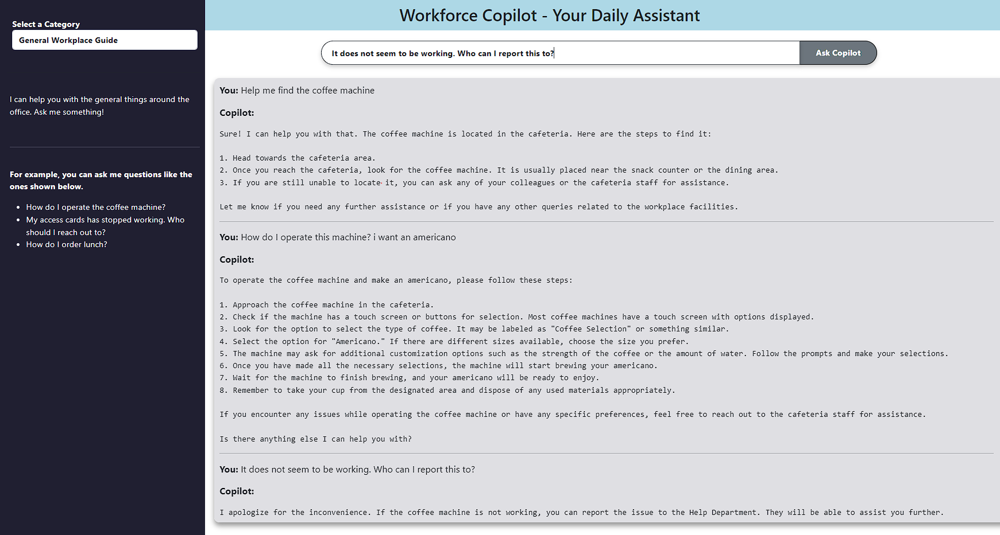 Select a Category
General Workplace Guide
I can help you with the general things around the
office. Ask me something!
For example, you can ask me questions like the
ones shown below.
• How do I operate the coffee machine?
• My access cards has stopped working. Who
should I reach out to?
• How do I order lunch?
Workforce Copilot - Your Daily Assistant
It does not seem to be working. Who can I report this to?
Ask Copilot
You: Help me find the coffee machine
Copilot:
Sure! I can help you with that. The coffee machine is located in the cafeteria. Here are the steps to find it:
1. Head towards the cafeteria area.
2. Once you reach the cafeteria, look for the coffee machine. It is usually placed near the snack counter or the dining area.
3. If you are still unable to locate it, you can ask any of your colleagues or the cafeteria staff for assistance.
Let me know if you need any further assistance or if you have any other queries related to the workplace facilities.
You: How do I operate this machine? i want an americano
Copilot:
To operate the coffee machine and make an americano, please follow these steps:
1. Approach the coffee machine in the cafeteria.
2. Check if the machine has a touch screen or buttons for selection. Most coffee machines have a touch screen with options displayed.
3. Look for the option to select the type of coffee. It may be labeled as "Coffee Selection" or something similar.
4. Select the option for "Americano." If there are different sizes available, choose the size you prefer.
5. The machine may ask for additional customization options such as the strength of the coffee or the amount of water. Follow the prompts and make your selections.
6. Once you have made all the necessary selections, the machine will start brewing your americano.
7. Wait for the machine to finish brewing, and your americano will be ready to enjoy.
8. Remember to take your cup from the designated area and dispose of any used materials appropriately.
If you encounter any issues while operating the coffee machine or have any specific preferences, feel free to reach out to the cafeteria staff for assistance.
Is there anything else I can help you with?
You: It does not seem to be working. Who can I report this to?
Copilot:
I apologize for the inconvenience. If the coffee machine is not working, you can report the issue to the Help Department. They will be able to assist you further.